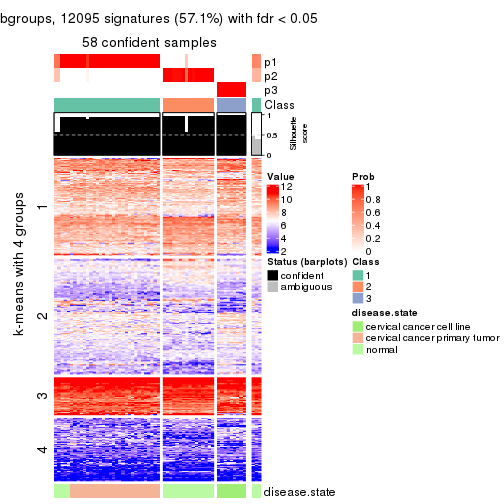 bgroups, 12095 signatures (57.1%) with fdr < 0.05
58 confident samples
p1
p2
p3
Class
1
0.5
0
Silhouette
score
k-means with 4 groups
1
2
3
4
Value
12
10
8
6
4
2
Prob
1
0.8
0.6
0.4
0.2
0
Status (barplots)
confident
ambiguous
Class
1
2
3
disease.state
cervical cancer cell line
cervical cancer primary tumor
normal
disease.state